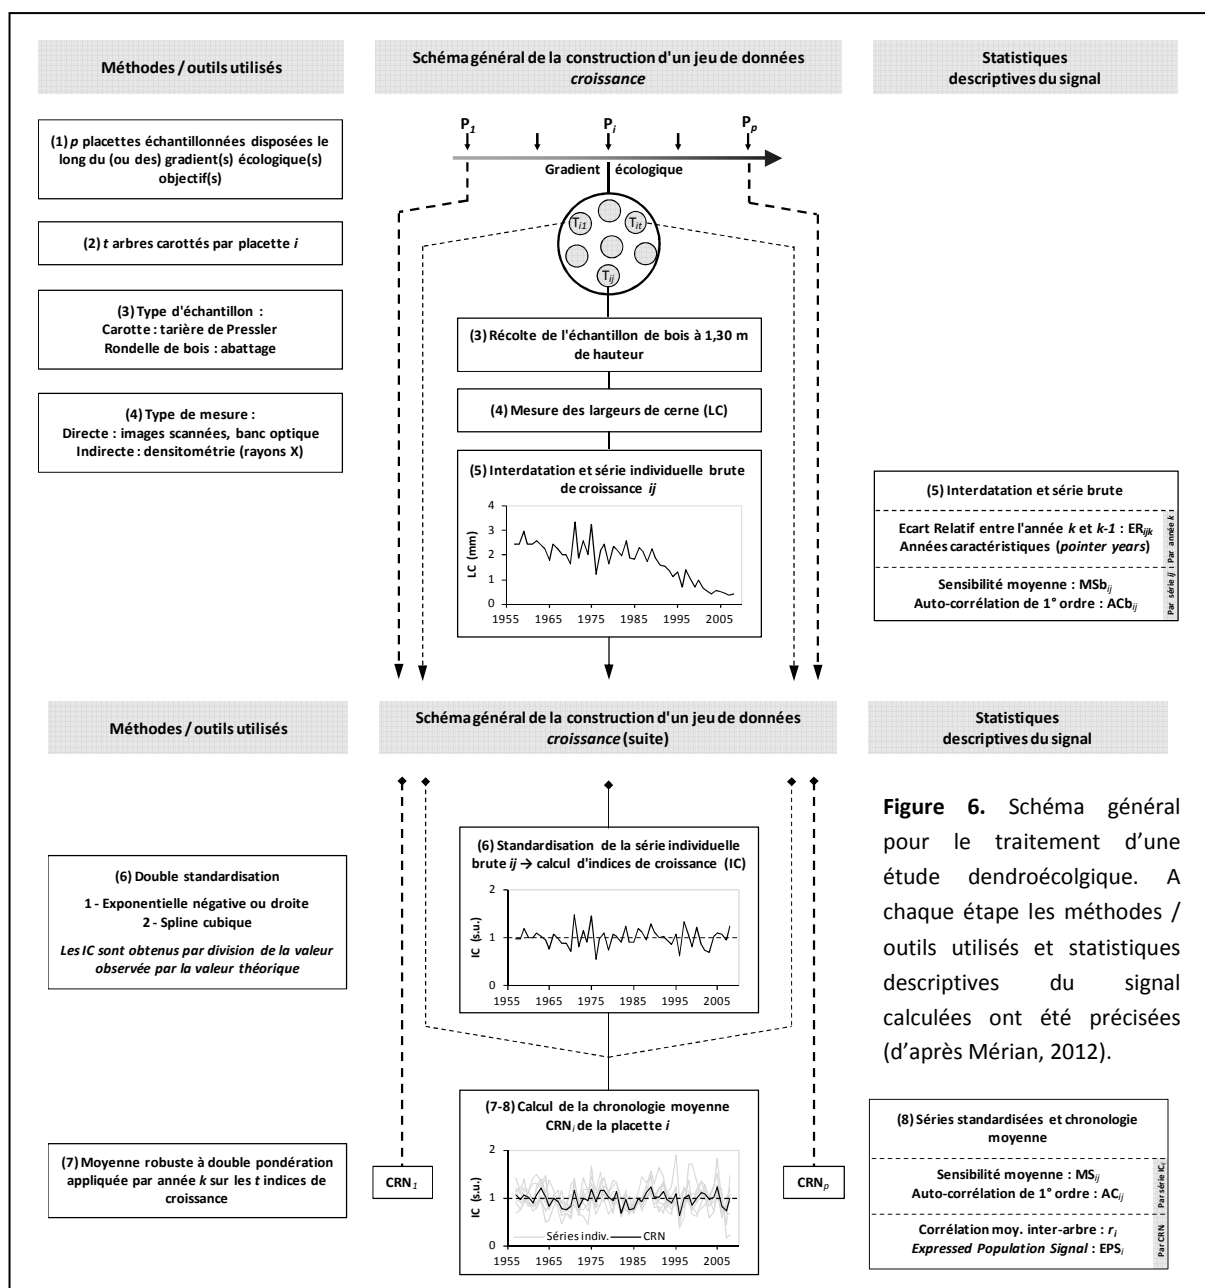 Méthodes / outils utilisés
Schéma général de la construction d'un jeu de données
croissance
Statistiques
descriptives du signal
(1) p placettes échantillonnées disposées le
long du (ou des) gradient(s) écologique(s)
objectif(s)
(2) t arbres carottés par placette i
(3) Type d'échantillon :
Carotte : tarière de Pressler
Rondelle de bois : abattage
(4) Type de mesure :
Directe : images scannées, banc optique
Indirecte : densitométrie (rayons X)
P1
Pi
Pp
Gradient écologique
Ti1
Tit
Tij
(3) Récolte de l'échantillon de bois à 1,30 m
de hauteur
(4) Mesure des largeurs de cerne (LC)
(5) Interdatation et série individuelle brute
de croissance ij
LC (mm)
4
3
2
1
0
1955 1965 1975 1985 1995 2005
(5) Interdatation et série brute
Ecart Relatif entre l'année k et k-1 : ERijk
Années caractéristiques (pointer years)
Par année k
Sensibilité moyenne : MSbij
Auto-corrélation de 1° ordre : ACbij
Par série ij
Méthodes / outils utilisés
Schéma général de la construction d'un jeu de données
croissance (suite)
Statistiques
descriptives du signal
(6) Double standardisation
1 - Exponentielle négative ou droite
2 - Spline cubique
Les IC sont obtenus par division de la valeur
observée par la valeur théorique
(6) Standardisation de la série individuelle
brute ij → calcul d'indices de croissance (IC)
IC (s.u.)
2
1
0
1955 1965 1975 1985 1995 2005
Figure 6. Schéma général
pour le traitement d'une
étude dendroécolgique. A
chaque étape les méthodes /
outils utilisés et statistiques
descriptives du signal
calculées ont été précisées
(d'après Mérian, 2012).
(7) Moyenne robuste à double pondération
appliquée par année k sur les t indices de
croissance
CRN1
(7-8) Calcul de la chronologie moyenne
CRNi de la placette i
IC (s.u.)
2
1
0
Séries indiv. CRN
1955 1965 1975 1985 1995 2005
CRNp
(8) Séries standardisées et chronologie
moyenne
Sensibilité moyenne : MSij
Auto-corrélation de 1° ordre : ACij
Par série ICij
Corrélation moy. inter-arbre : ri
Expressed Population Signal : EPSi
Par CRN